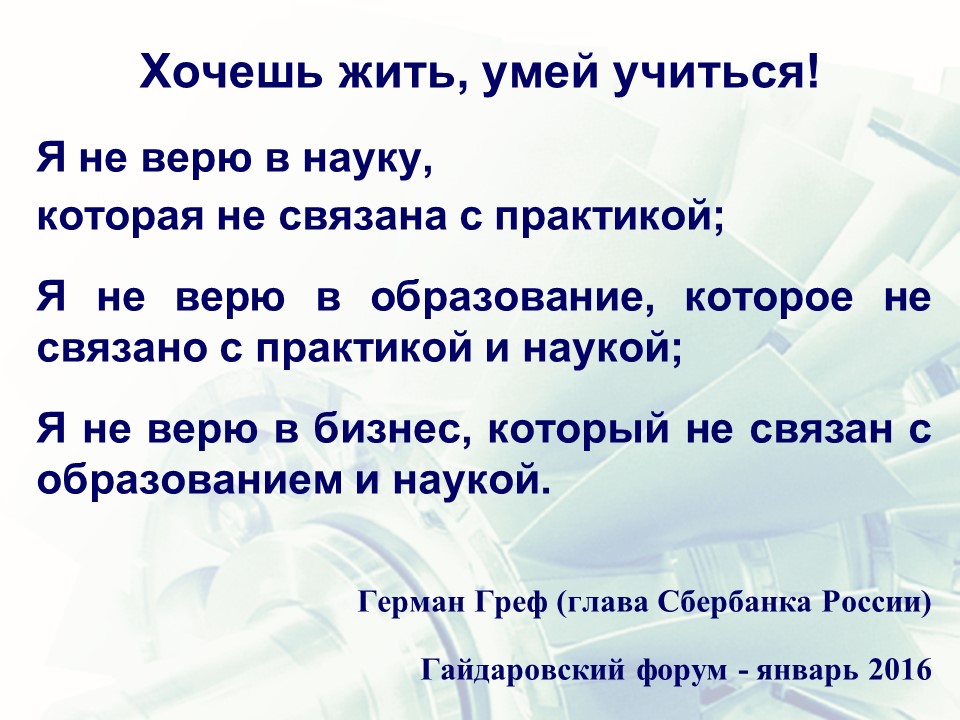 Хочешь жить, умей учиться!
Я не верю в науку,
которая не связана с практикой;
Я не верю в образование, которое не
связано с практикой и наукой;
Я не верю в бизнес, который не связан с
образованием и наукой.
Герман Греф (глава Сбербанка России)
Гайдаровский форум - январь 2016